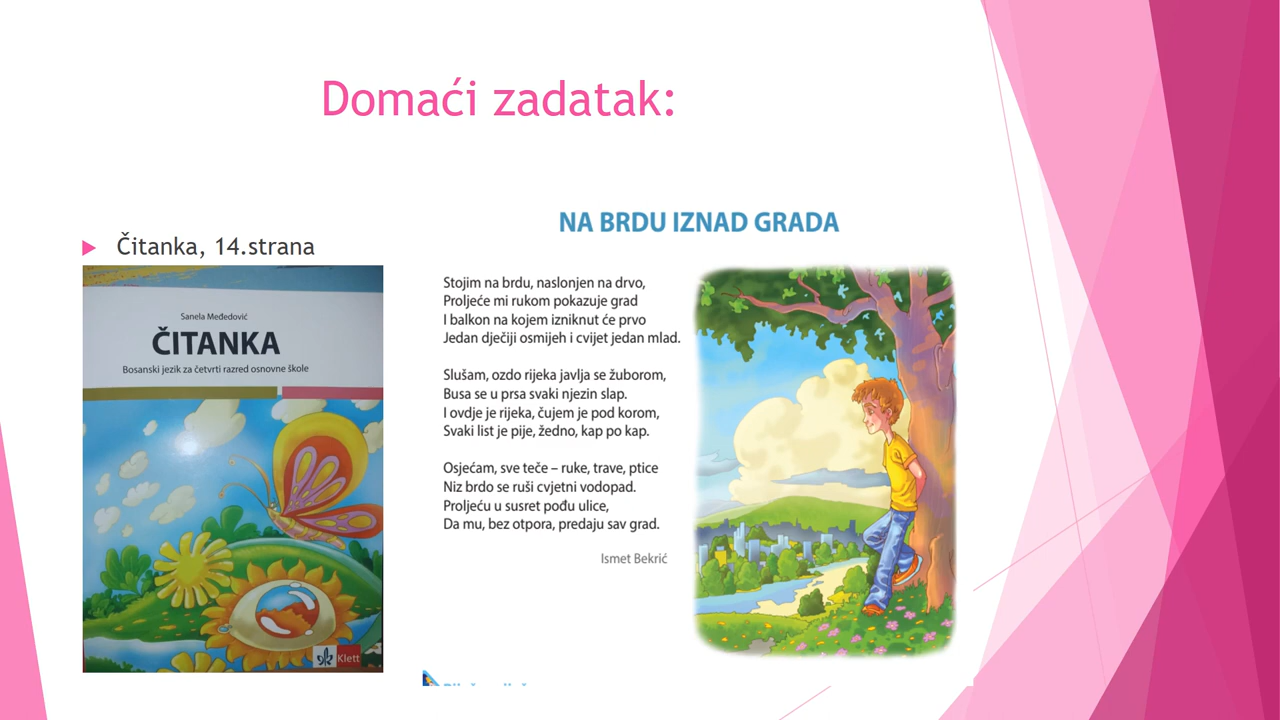 Domaći zadatak:
Čitanka, 14.strana
Sanela Međedović
ČITANKA
Bosanski jezik za četvrti razred osnovne škole
Klett
NA BRDU IZNAD GRADA
Stojim na brdu, naslonjen na drvo,
Proljeće mi rukom pokazuje grad
I balkon na kojem izniknut će prvo
Jedan dječiji osmijeh i cvijet jedan mlad.
Slušam, ozdo rijeka javlja se žuborom,
Busa se u prsa svaki njezin slap.
I ovdje je rijeka, čujem je pod korom,
Svaki list je pije, žedno, kap po kap.
Osjećam, sve teče – ruke, trave, ptice
Niz brdo se ruši cvjetni vodopad.
Proljeću u susret pođu ulice,
Da mu, bez otpora, predaju sav grad.
Ismet Bekrić